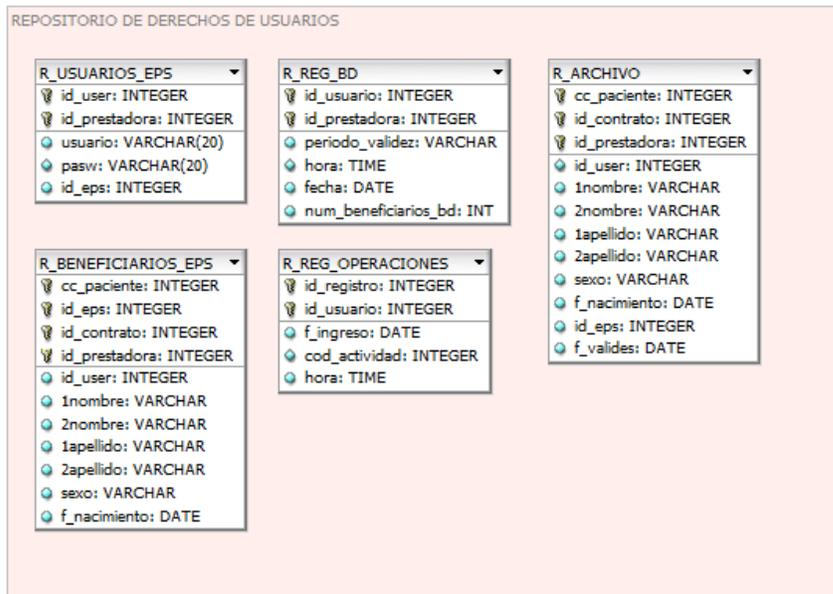 REPOSITORIO DE DERECHOS DE USUARIOS
R_USUARIOS_EPS
id_user: INTEGER
id_prestadora: INTEGER
usuario: VARCHAR(20)
pasw: VARCHAR(20)
id_eps: INTEGER
R_REG_BD
id_usuario: INTEGER
id_prestadora: INTEGER
periodo_validez: VARCHAR
hora: TIME
fecha: DATE
num_beneficiarios_bd: INT
R_ARCHIVO
cc_paciente: INTEGER
id_contrato: INTEGER
id_prestadora: INTEGER
id_user: INTEGER
1nombre: VARCHAR
2nombre: VARCHAR
1apellido: VARCHAR
2apellido: VARCHAR
sexo: VARCHAR
f_nacimiento: DATE
id_eps: INTEGER
f_valides: DATE
R_BENEFICIARIOS_EPS
cc_paciente: INTEGER
id_eps: INTEGER
id_contrato: INTEGER
id_prestadora: INTEGER
id_user: INTEGER
1nombre: VARCHAR
2nombre: VARCHAR
1apellido: VARCHAR
2apellido: VARCHAR
sexo: VARCHAR
f_nacimiento: DATE
R_REG_OPERACIONES
id_registro: INTEGER
id_usuario: INTEGER
f_ingreso: DATE
cod_actividad: INTEGER
hora: TIME